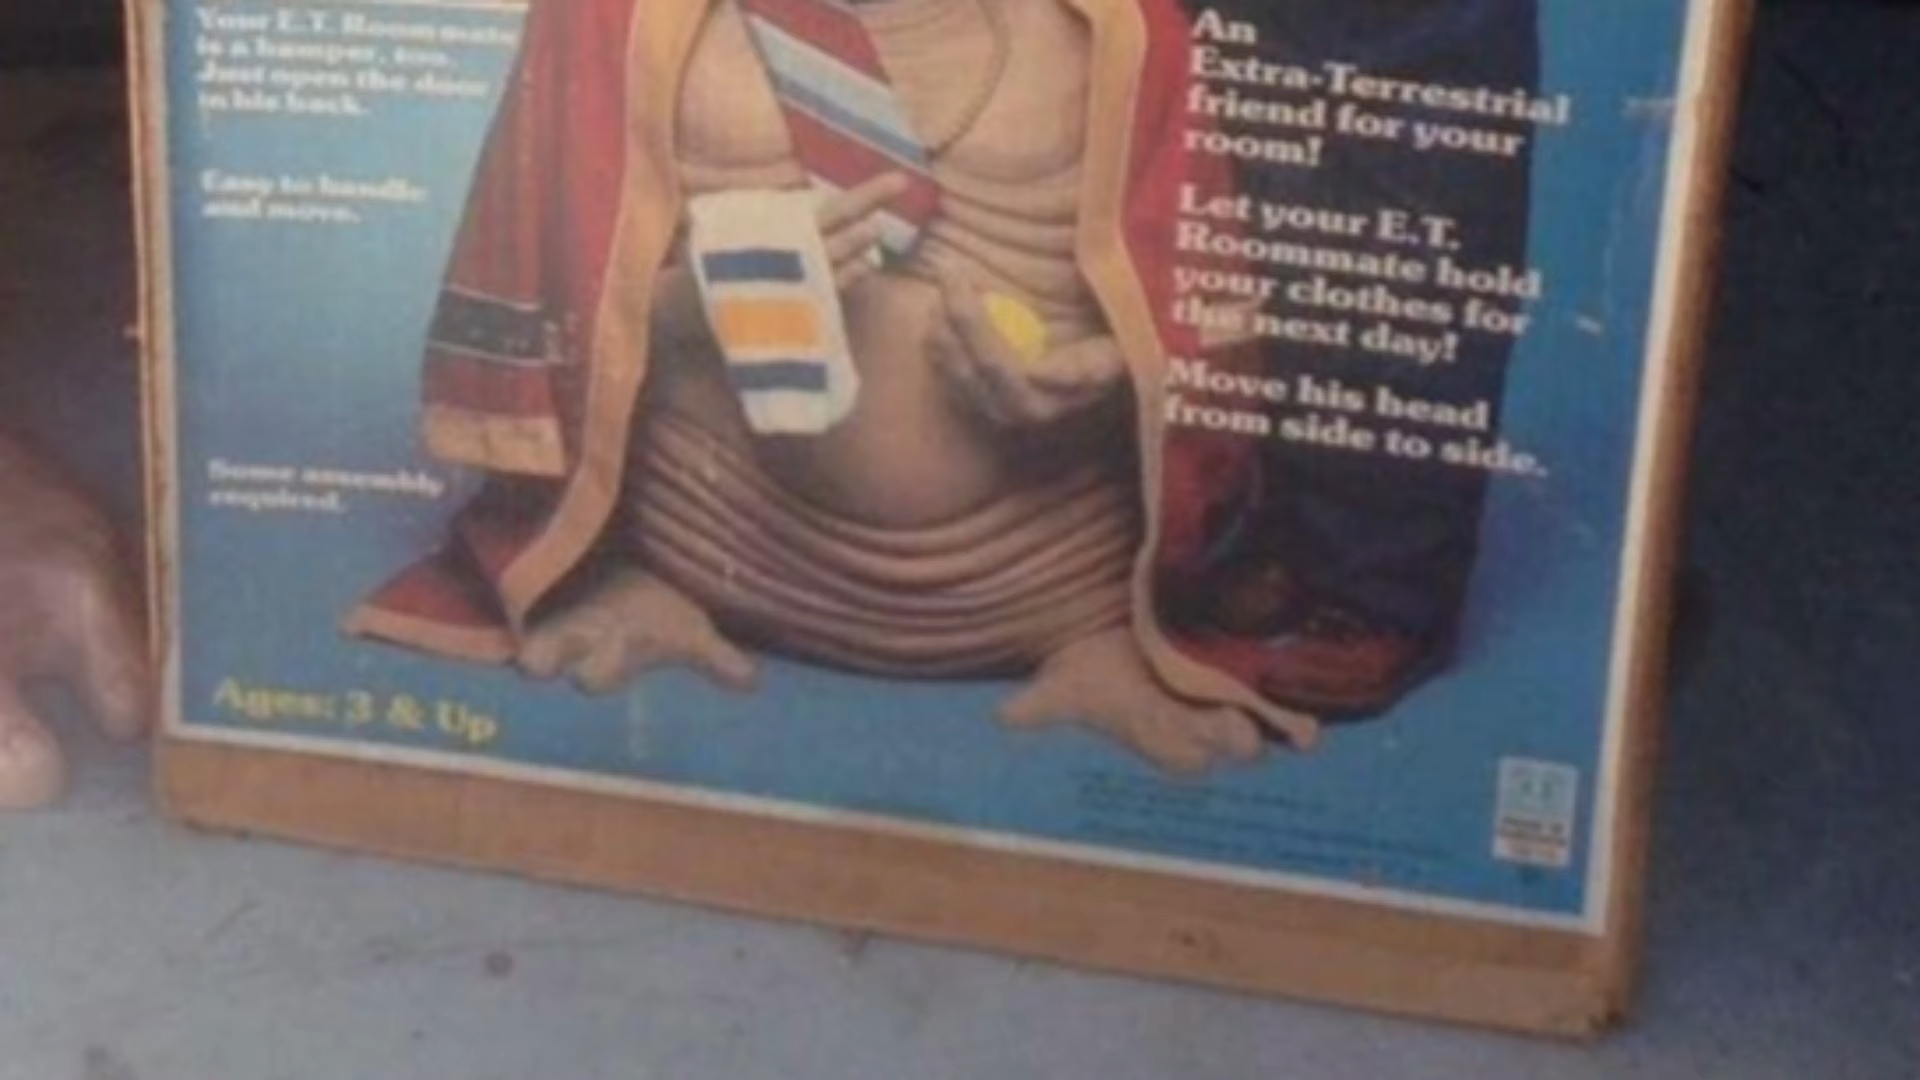 Your E.T. Roommate
is a hamper, too.
Just open the door
in his back.
Easy to handle
and move.
Some assembly
required.
Ages: 3 & Up
An
Extra-Terrestrial
friend for your
room!
Let your E.T.
Roommate hold
your clothes for
the next day!
Move his head
from side to side.